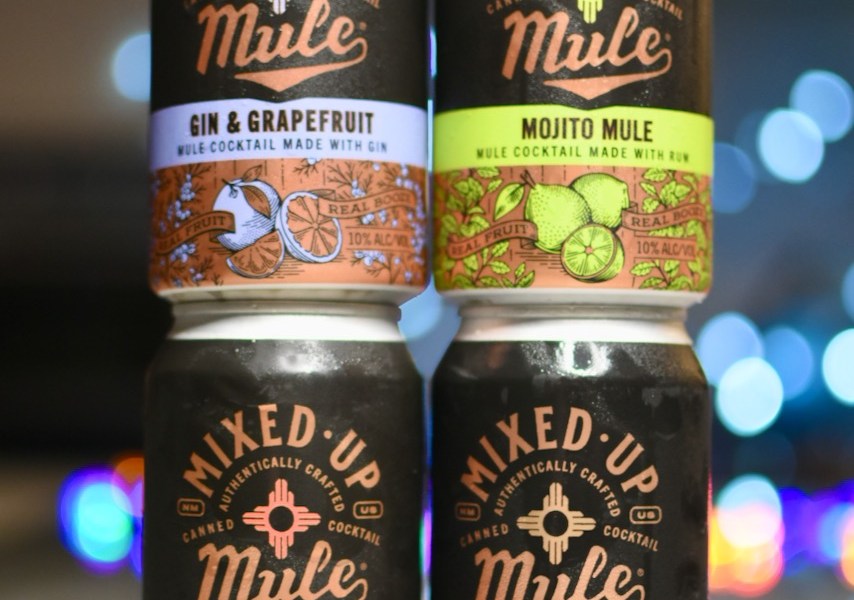 COCKTAIL
Mule
GIN & GRAPEFRUIT
MULE COCKTAIL MADE WITH GIN
REAL FRUIT
REAL BOOZE
10% ALC/VOL
COCKTAIL
Mule
MOJITO MULE
MULE COCKTAIL MADE WITH RUM
REAL FRUIT
REAL BOOZE
10% ALC/VOL
MIXED·UP
AUTHENTICALLY CRAFTED
NM
US
CANNED
COCKTAIL
Mule
MIXED·UP
AUTHENTICALLY CRAFTED
NM
US
CANNED
COCKTAIL
Mule